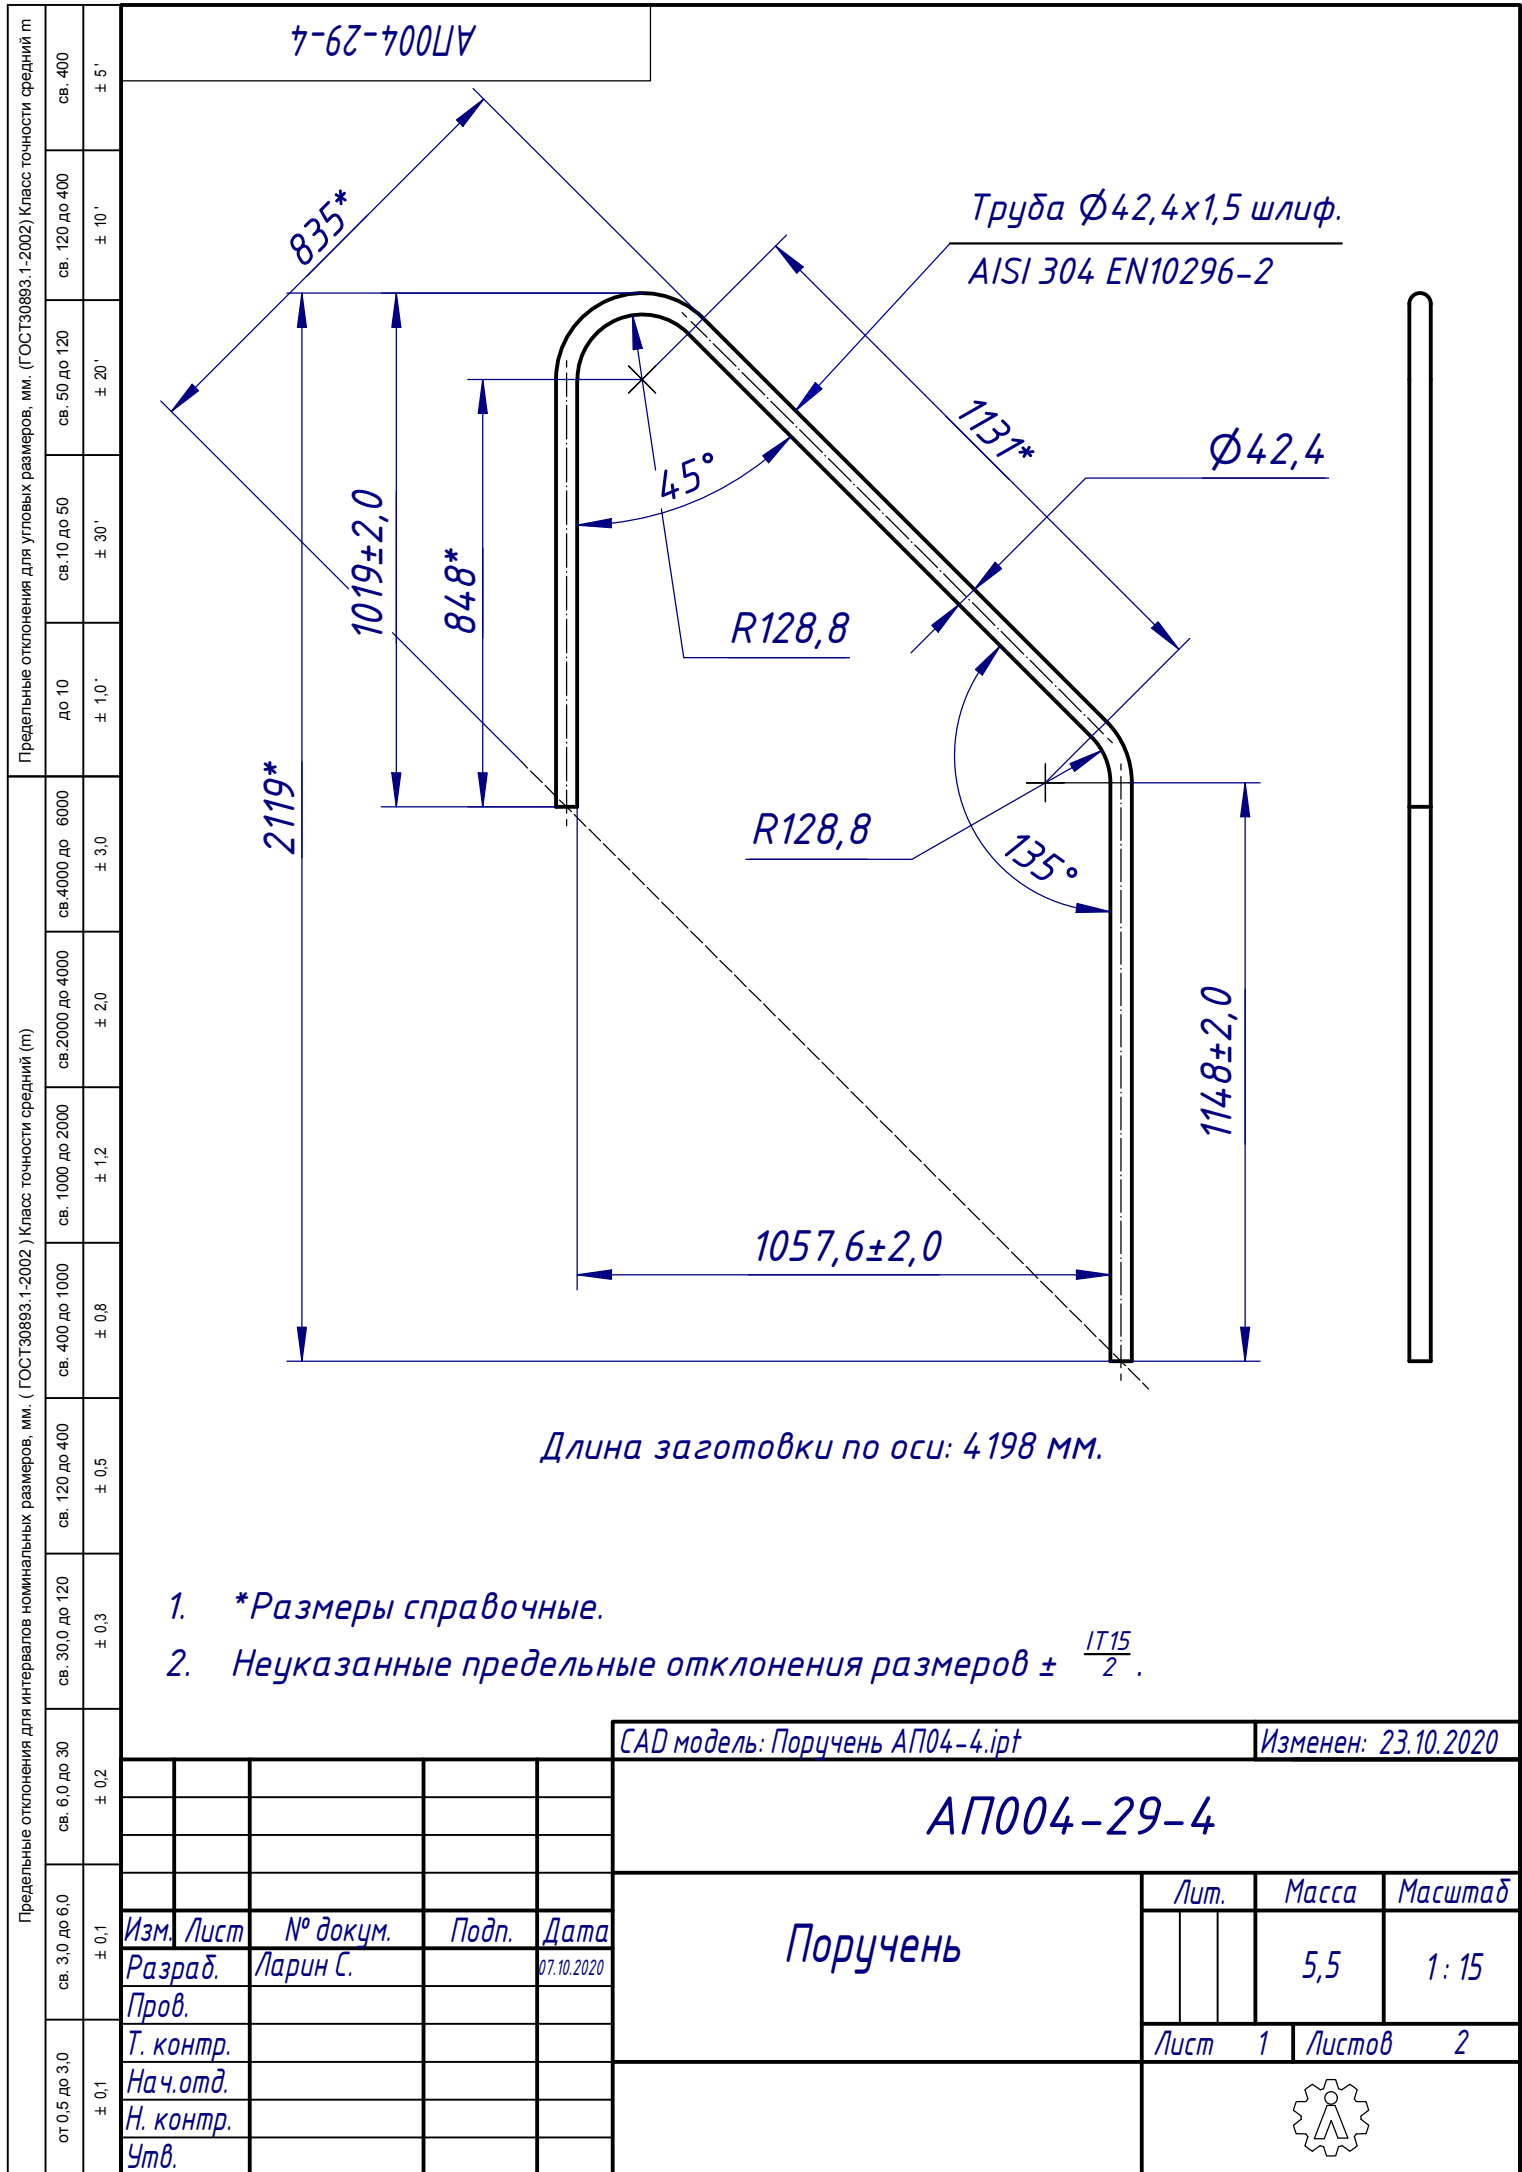 АП004-29-4
835*
Труба Ø42,4х1,5 шлиф.
AISI 304 EN10296-2
1131*
Ø42,4
45°
1019±2,0
848*
R128,8
2119*
R128,8
135°
1148±2,0
1057,6±2,0
Длина заготовки по оси: 4198 мм.
1. *Размеры справочные.
2. Неуказанные предельные отклонения размеров ± IT15/2 .
CAD модель: Поручень АП04-4.ipt
Изменен: 23.10.2020
АП004-29-4
Поручень
Лит. Масса Масштаб
5,5 1 : 15
Лист 1 Листов 2
Изм. Лист № докум. Подп. Дата
Разраб. Ларин С. 07.10.2020
Пров.
Т. контр.
Нач.отд.
Н. контр.
Утв.
Предельные отклонения для интервалов номинальных размеров, мм. ( ГОСТ30893.1-2002 ) Класс точности средний (m)
от 0,5 до 3,0
± 0,1
св. 3,0 до 6,0
± 0,1
св. 6,0 до 30
± 0,2
св. 30,0 до 120
± 0,3
св. 120 до 400
± 0,5
св. 400 до 1000
± 0,8
св. 1000 до 2000
± 1,2
св.2000 до 4000
± 2,0
св.4000 до 6000
± 3,0
Предельные отклонения для угловых размеров, мм. (ГОСТ30893.1-2002) Класс точности средний m
до 10
± 1,0'
св.10 до 50
± 30'
св. 50 до 120
± 20'
св. 120 до 400
± 10'
св. 400
± 5'